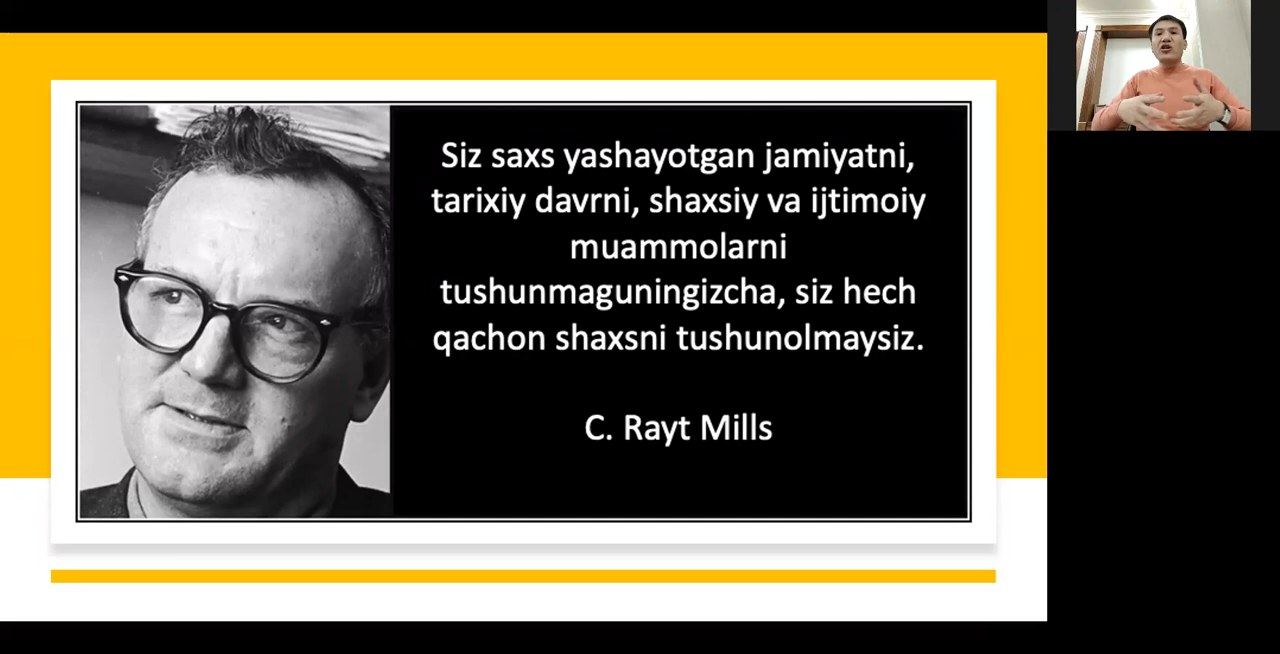 Siz saxs yashayotgan jamiyatni,
tarixiy davrni, shaxsiy va ijtimoiy
muammolarni
tushunmaguningizcha, siz hech
qachon shaxsni tushunolmaysiz.
C. Rayt Mills